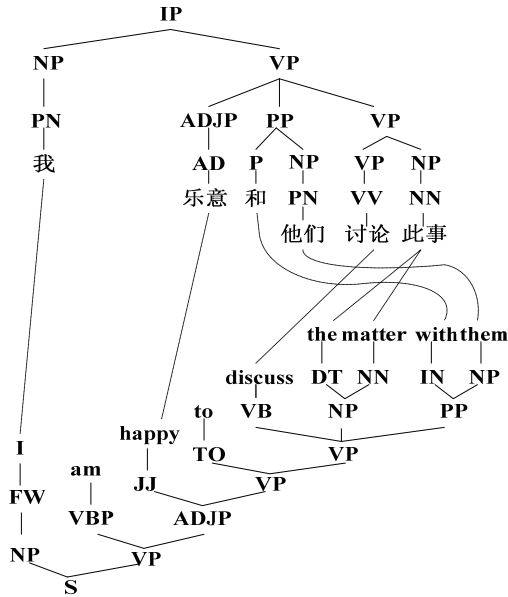 IP
NP VP
PN ADJP PP VP
我 AD P NP VP NP
乐意 和 PN VV NN
他们 讨论 此事
the matter with them
discuss DT NN IN NP
to VB NP PP
happy TO VP
I am JJ VP
FW VBP ADJP
NP VP
S